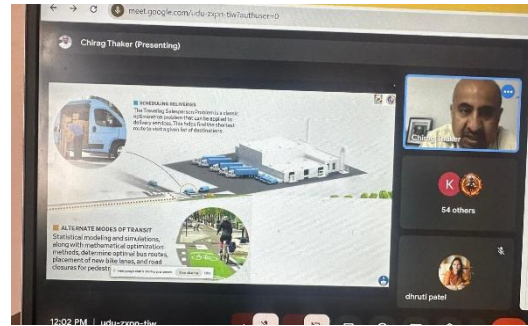 meet.google.com/udu-zxpn-tiw?authuser=0
Chirag Thaker (Presenting)
SCHEDULING DELIVERIES
The Traveling Salesperson Problem is a classic
optimization problem that can be applied to
delivery services. This helps find the shortest
route to visit a given list of destinations.
Chirag Thaker
K
54 others
ALTERNATE MODES OF TRANSIT
Statistical modeling and simulations,
along with mathematical optimization
methods, determine optimal bus routes,
placement of new bike lanes, and road
closures for pedestr
Stop sharing
dhruti patel
12:02 PM | udu-zxpn-tiw